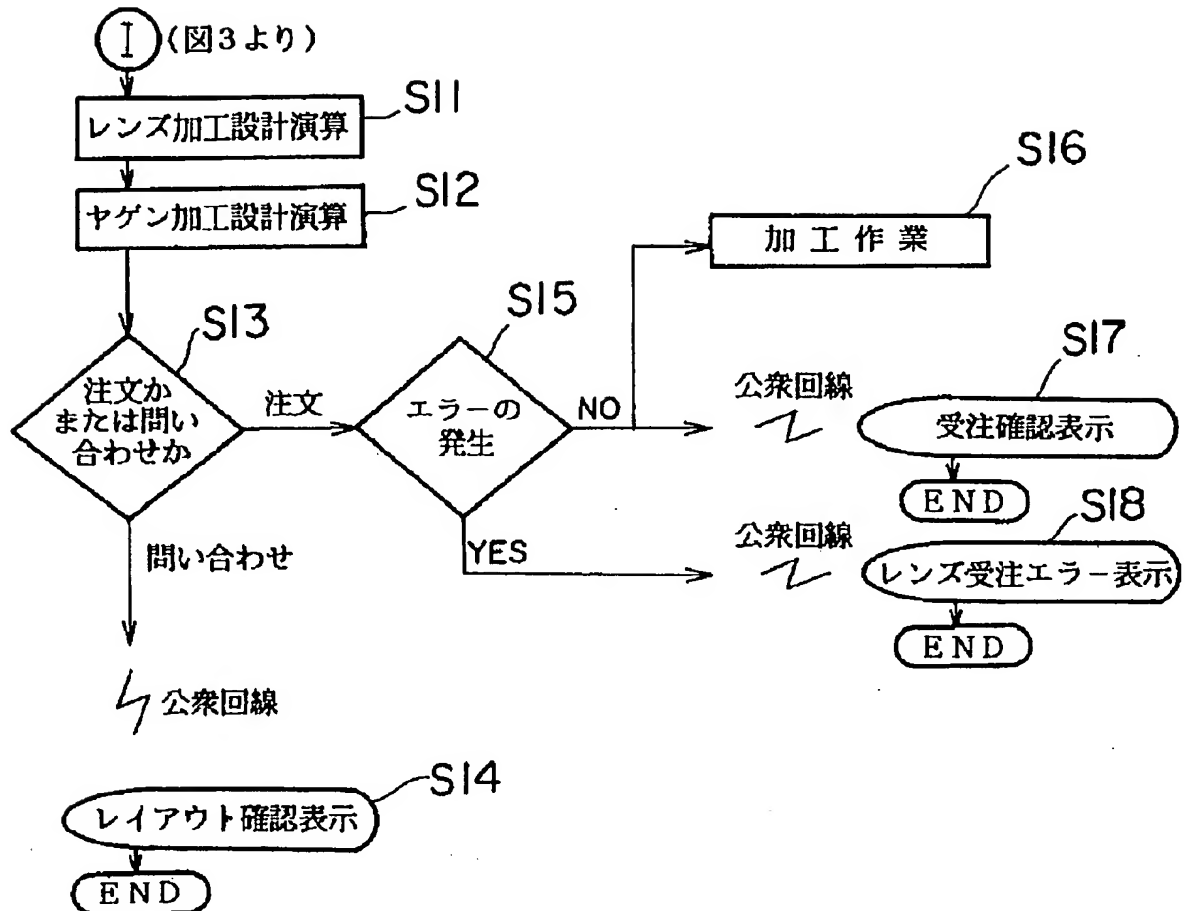 I
(図3より)
S11
レンズ加工設計演算
S12
ヤゲン加工設計演算
S16
加工作業
S13
注文か
または問い
合わせか
注文
S15
エラーの
発生
NO
公衆回線
S17
受注確認表示
END
YES
公衆回線
S18
レンズ受注エラー表示
END
問い合わせ
公衆回線
S14
レイアウト確認表示
END